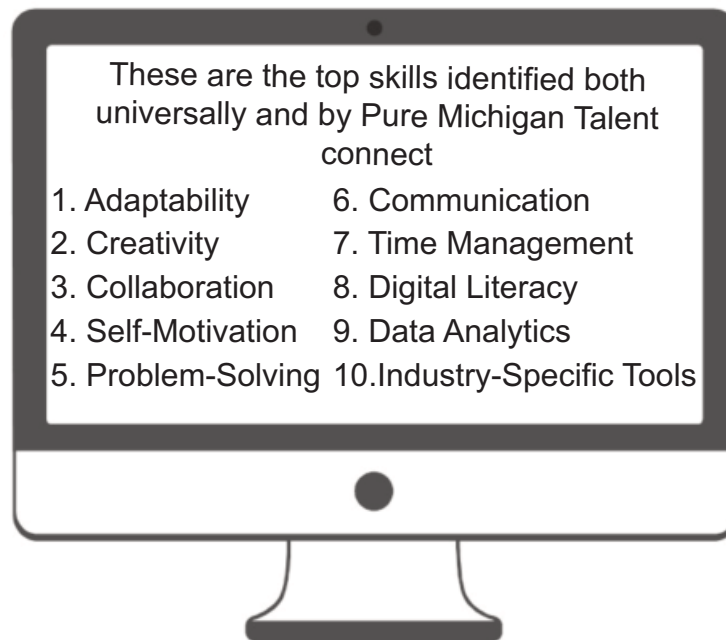 These are the top skills identified both
universally and by Pure Michigan Talent
connect
1. Adaptability
2. Creativity
3. Collaboration
4. Self-Motivation
5. Problem-Solving
6. Communication
7. Time Management
8. Digital Literacy
9. Data Analytics
10.Industry-Specific Tools